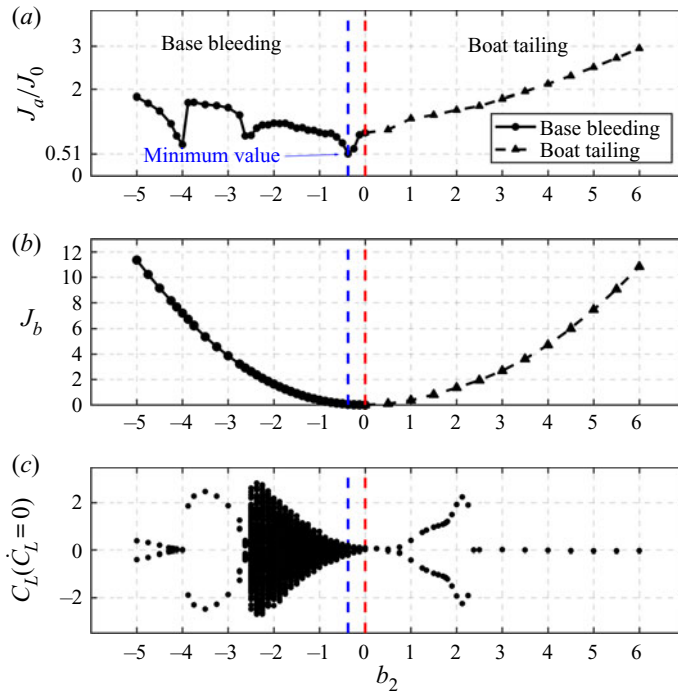 (a)
3
2
0.51
0
J_a/J_0
Base bleeding
Boat tailing
Minimum value
Base bleeding
Boat tailing
–5 –4 –3 –2 –1 0 1 2 3 4 5 6
(b)
12
10
8
6
4
2
0
J_b
–5 –4 –3 –2 –1 0 1 2 3 4 5 6
(c)
2
0
–2
C_L(Ċ_L = 0)
–5 –4 –3 –2 –1 0 1 2 3 4 5 6
b_2